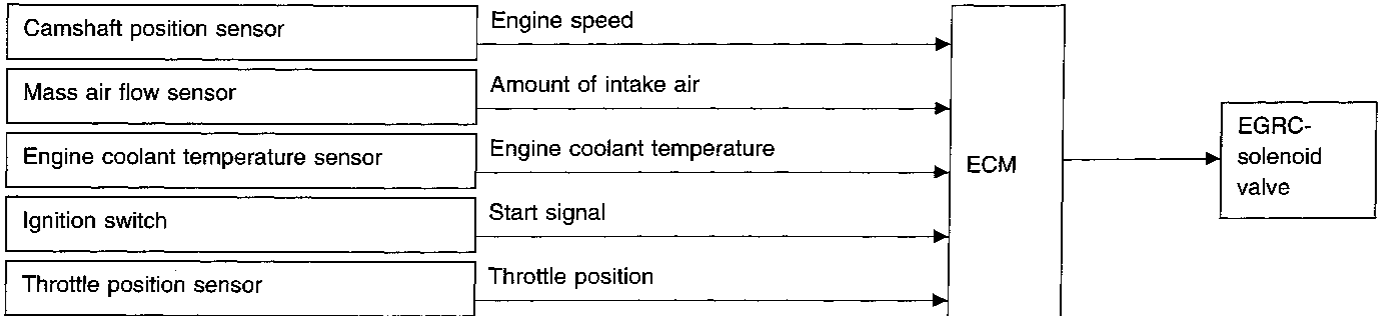 Camshaft position sensor
Engine speed
Mass air flow sensor
Amount of intake air
Engine coolant temperature sensor
Engine coolant temperature
Ignition switch
Start signal
Throttle position sensor
Throttle position
ECM
EGRC-
solenoid
valve